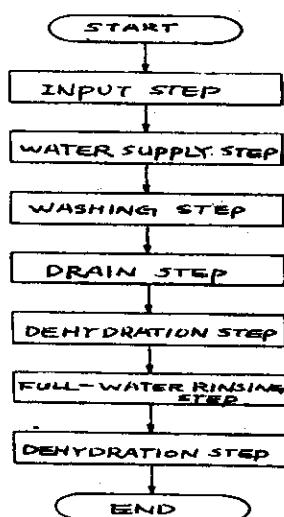 START
INPUT STEP
WATER SUPPLY STEP
WASHING STEP
DRAIN STEP
DEHYDRATION STEP
FULL-WATER RINSING
STEP
DEHYDRATION STEP
END